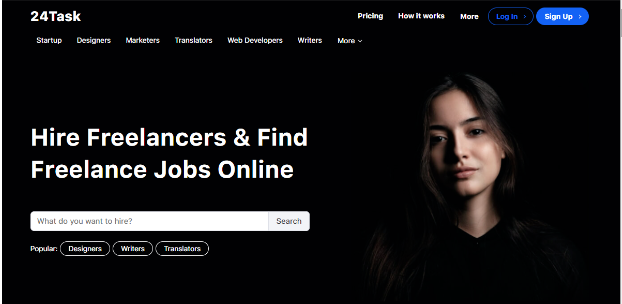 24Task
Pricing How it works More Log In Sign Up
Startup Designers Marketers Translators Web Developers Writers More
Hire Freelancers & Find
Freelance Jobs Online
What do you want to hire? Search
Popular: Designers Writers Translators